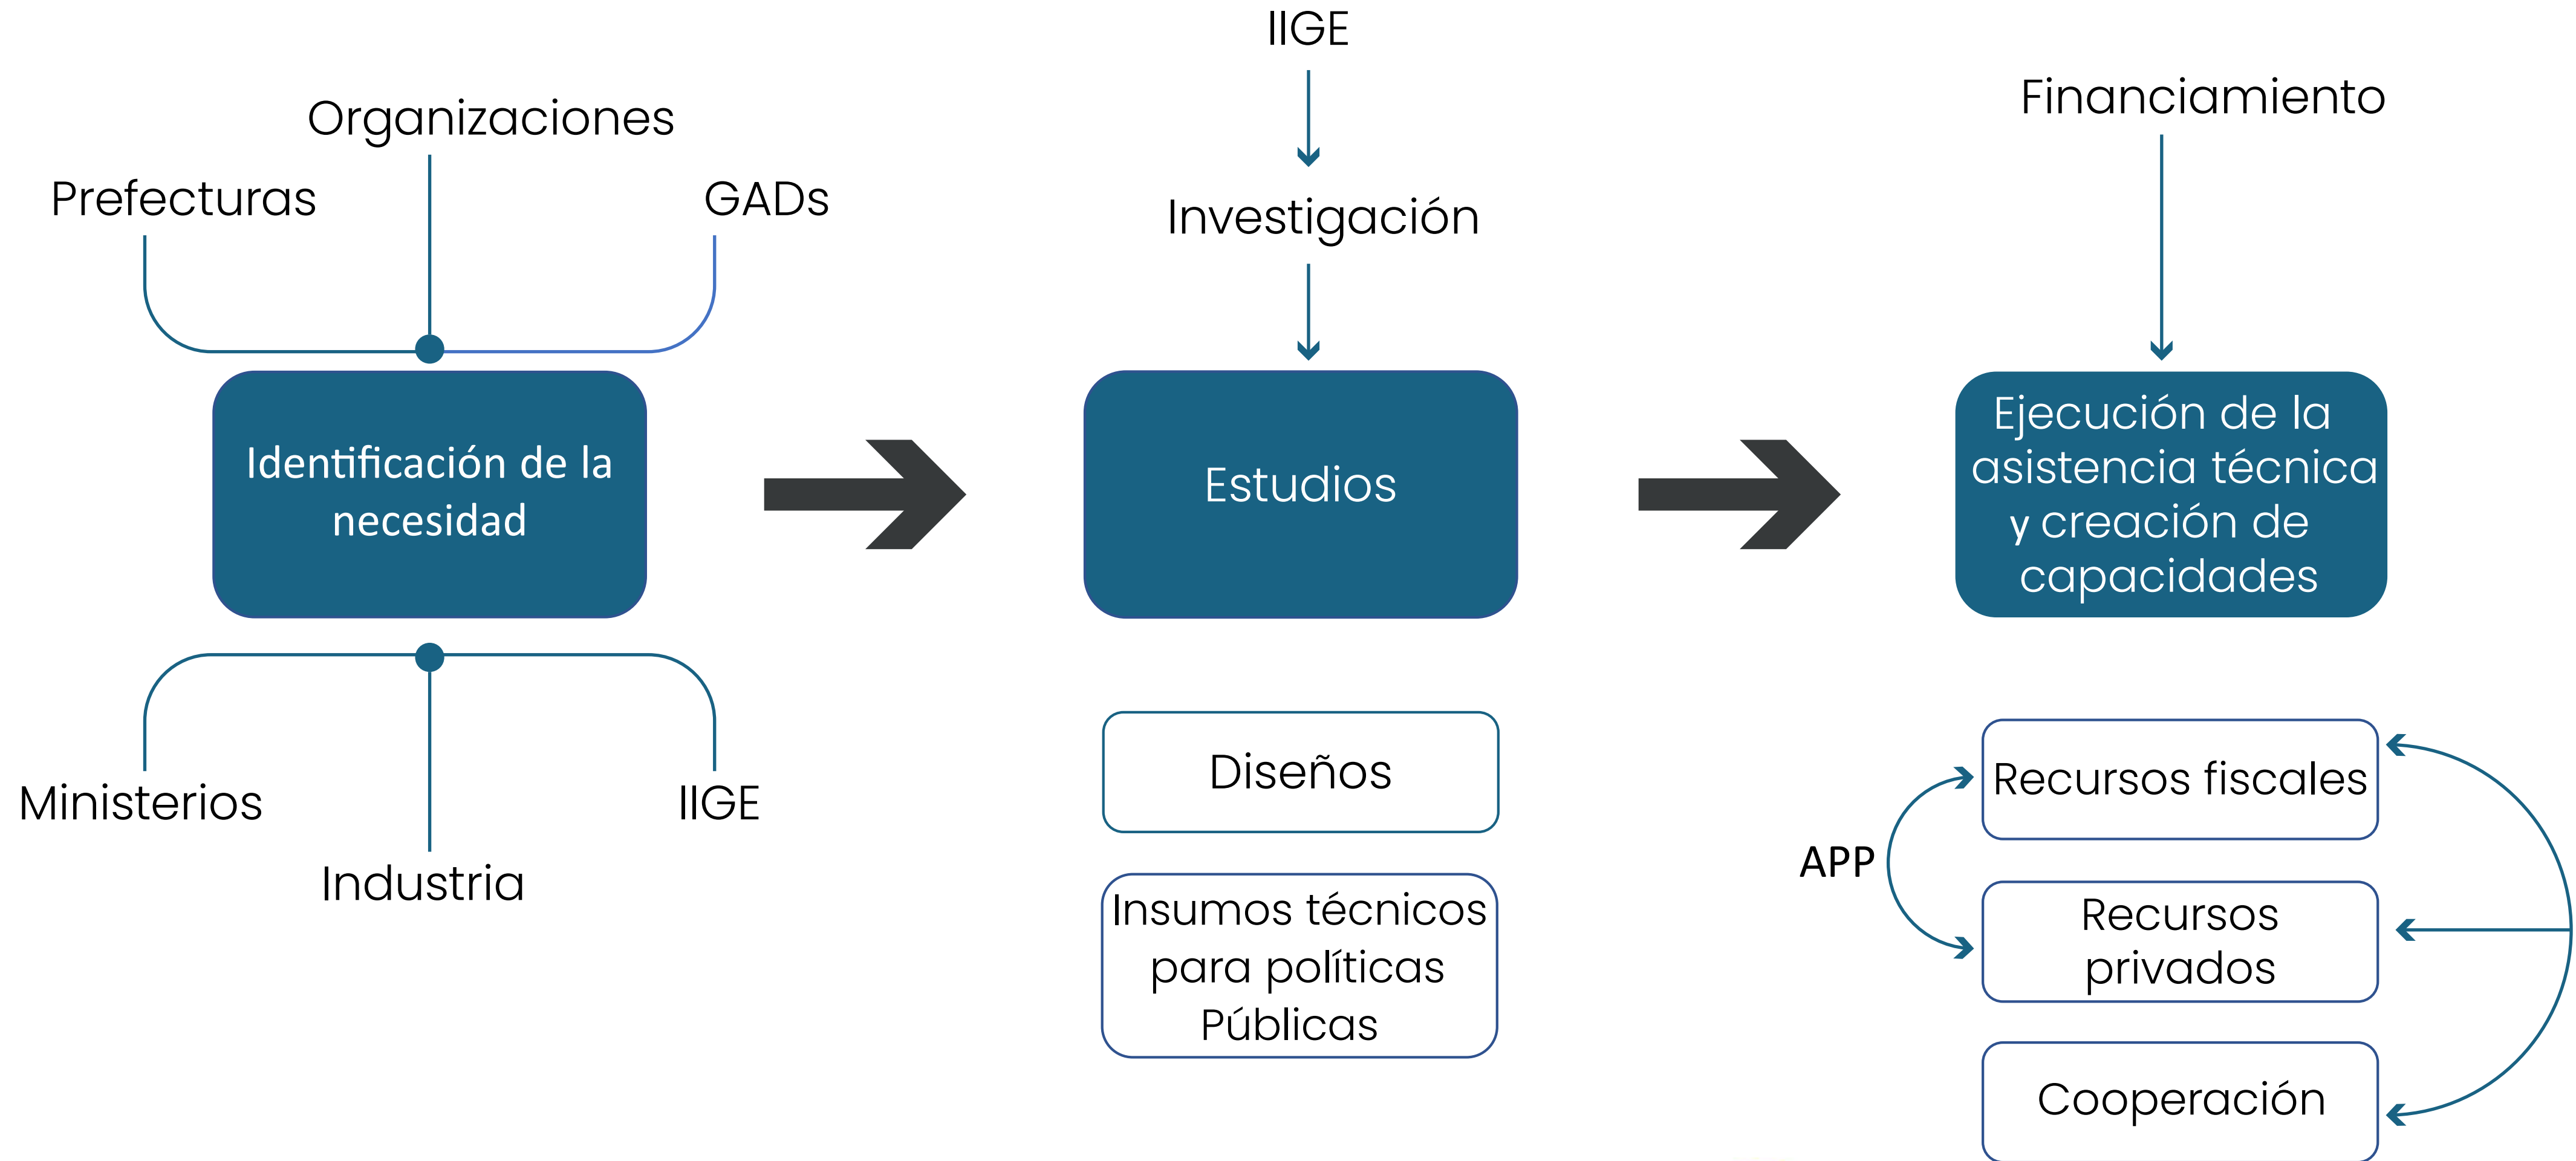 Organizaciones
Prefecturas
GADs
Identificación de la
necesidad
Ministerios
IIGE
Industria
IIGE
Investigación
Estudios
Diseños
Insumos técnicos
para políticas
Públicas
Financiamiento
Ejecución de la
asistencia técnica
y creación de
capacidades
APP
Recursos fiscales
Recursos
privados
Cooperación